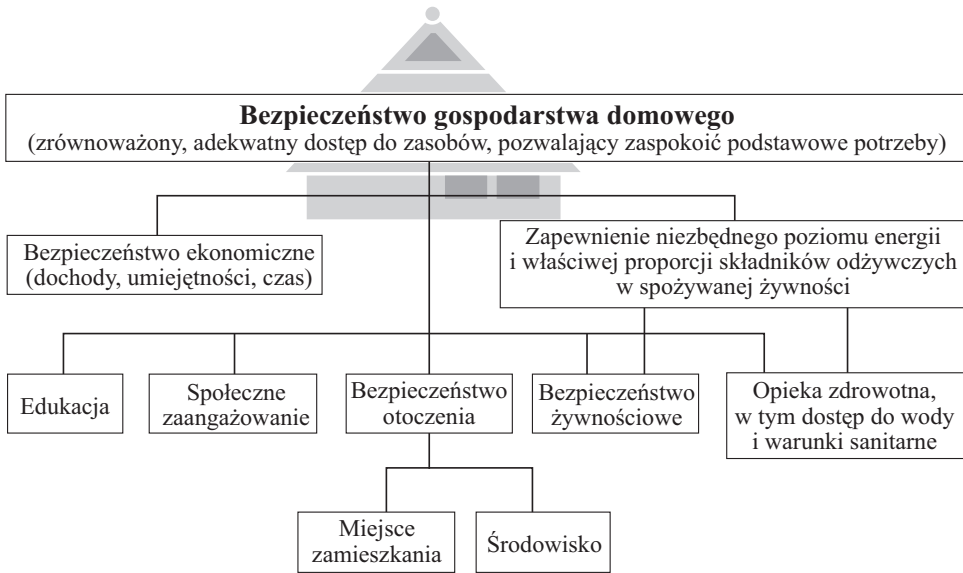 Bezpieczeństwo gospodarstwa domowego
(zrównoważony, adekwatny dostęp do zasobów, pozwalający zaspokoić podstawowe potrzeby)
Bezpieczeństwo ekonomiczne
(dochody, umiejętności, czas)
Zapewnienie niezbędnego poziomu energii
i właściwej proporcji składników odżywczych
w spożywanej żywności
Edukacja
Społeczne
zaangażowanie
Bezpieczeństwo
otoczenia
Bezpieczeństwo
żywnościowe
Opieka zdrowotna,
w tym dostęp do wody
i warunki sanitarne
Miejsce
zamieszkania
Środowisko